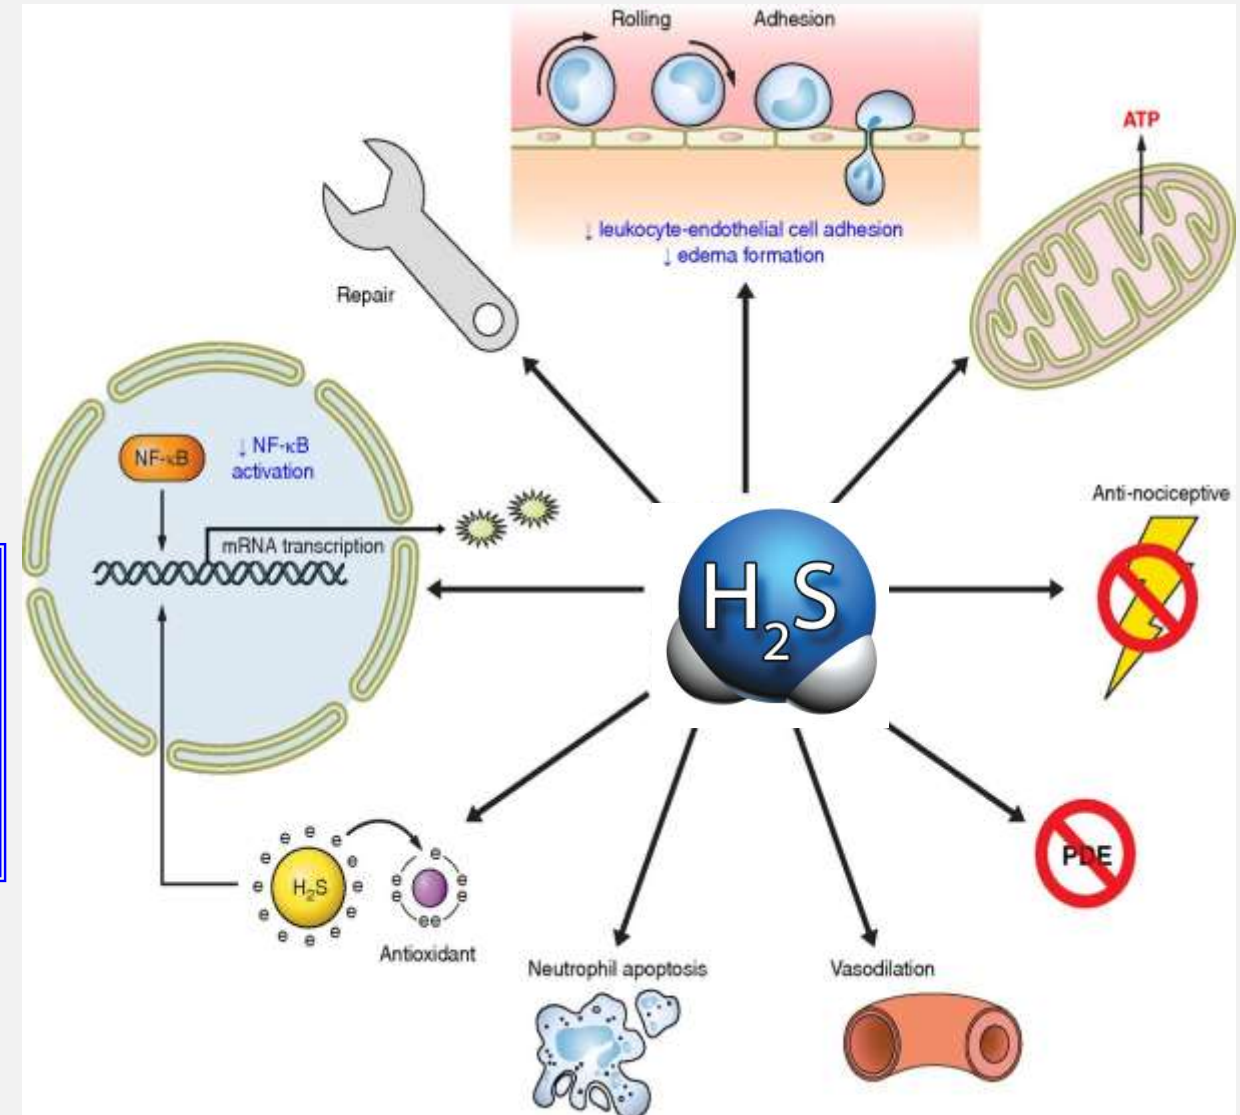 Rolling
Adhesion
ATP
↓ leukocyte-endothelial cell adhesion
↓ edema formation
Repair
NF-κB
↓ NF-κB
activation
Anti-nociceptive
mRNA transcription
H2S
PDE
e e e e e e e e e e e e
H2S
e e e e e ee
Antioxidant
Neutrophil apoptosis
Vasodilation